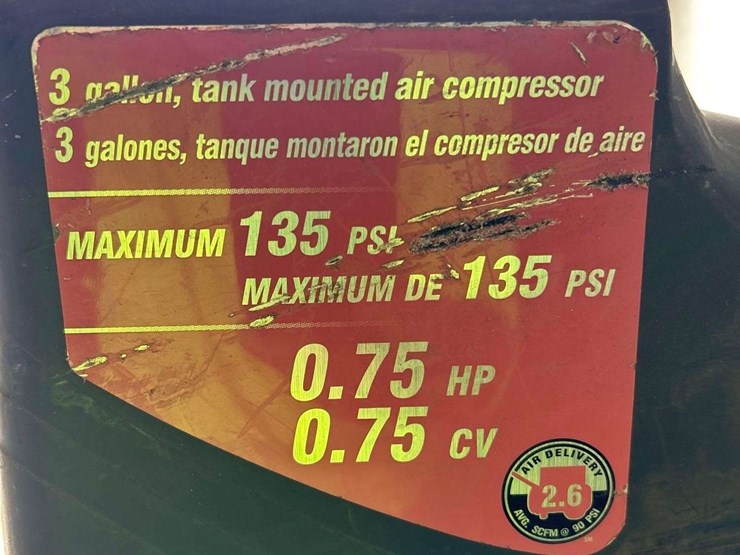 3 gallon, tank mounted air compressor
3 galones, tanque montaron el compresor de aire
MAXIMUM 135 PSI
MAXIMUM DE 135 PSI
0.75 HP
0.75 CV
AIR DELIVERY
2.6
AVG. SCFM @ 90 PSI
SM